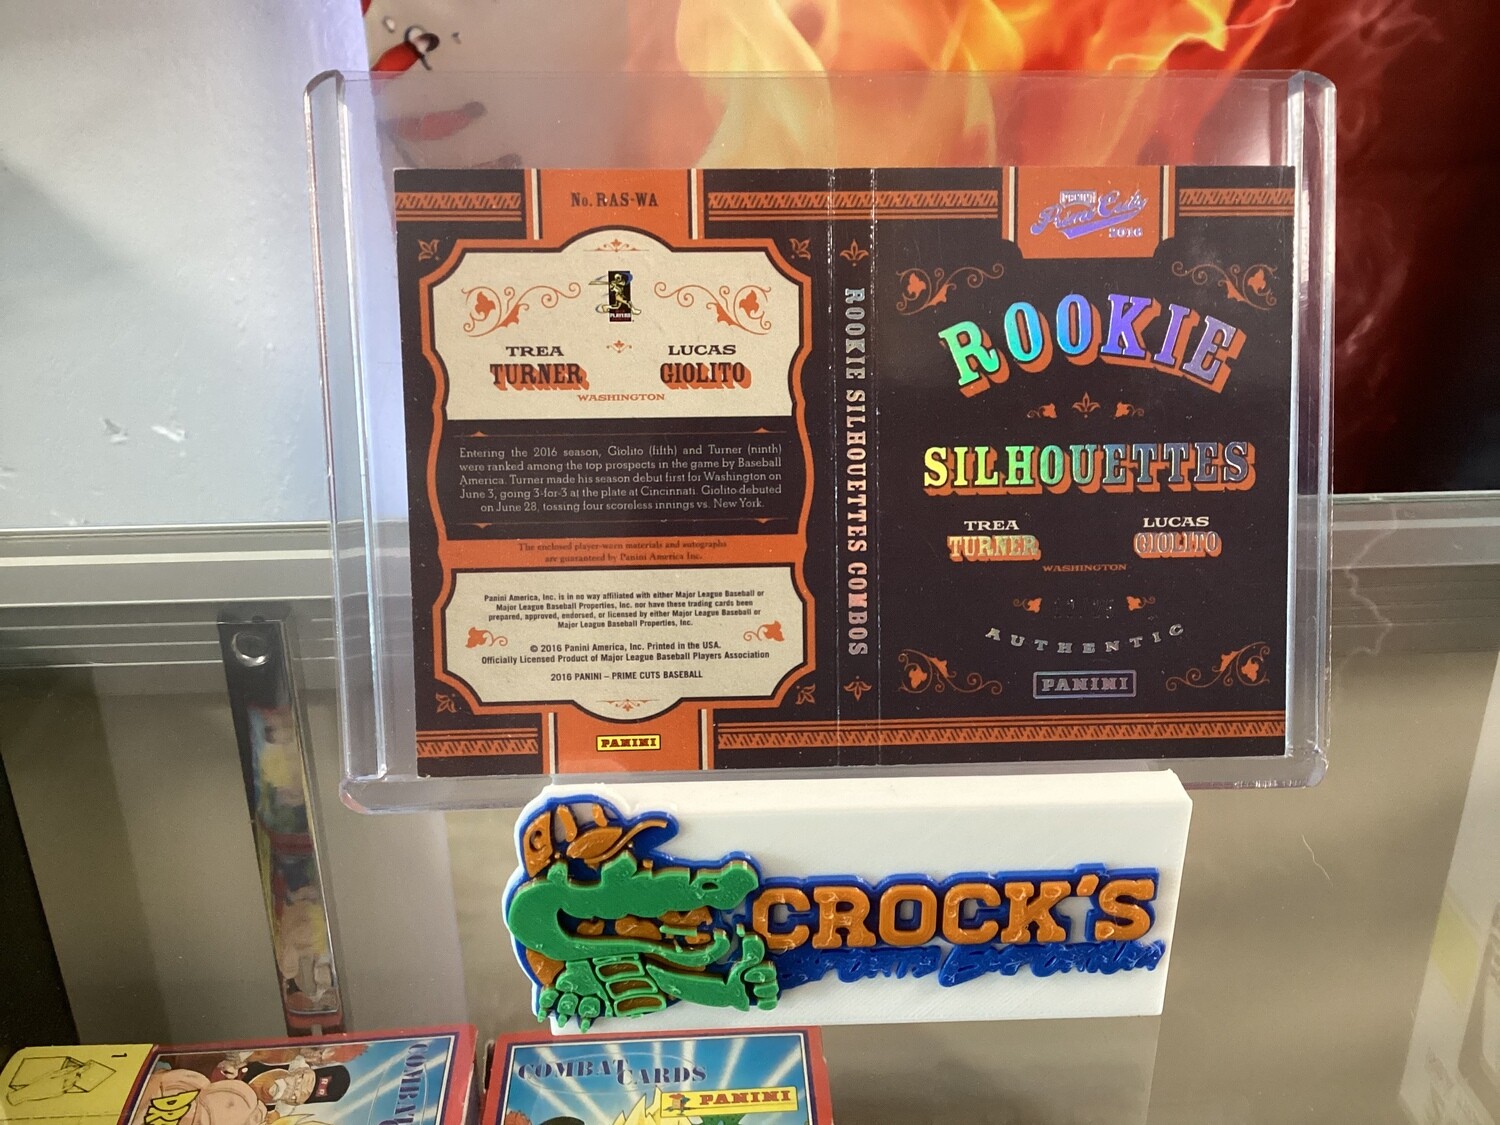 No. RAS-WA
TREA
TURNER
LUCAS
GIOLITO
WASHINGTON
Entering the 2016 season, Giolito (fifth) and Turner (ninth)
were ranked among the top prospects in the game by Baseball
America. Turner made his season debut first for Washington on
June 3, going 3-for-3 at the plate at Cincinnati. Giolito debuted
on June 28, tossing four scoreless innings vs. New York.
The enclosed player-worn materials and autographs
are guaranteed by Panini America Inc.
Panini America, Inc. is in no way affiliated with either Major League Baseball or
Major League Baseball Properties, Inc. nor have these trading cards been
prepared, approved, endorsed, or licensed by either Major League Baseball or
Major League Baseball Properties, Inc.
© 2016 Panini America, Inc. Printed in the USA.
Officially Licensed Product of Major League Baseball Players Association
2016 PANINI – PRIME CUTS BASEBALL
PANINI
ROOKIE SILHOUETTES COMBOS
PANINI
Prime Cuts
2016
ROOKIE
SILHOUETTES
TREA
TURNER
LUCAS
GIOLITO
WASHINGTON
AUTHENTIC
PANINI
CROCK'S
1
COMBAT
COMBAT CARDS
PANINI